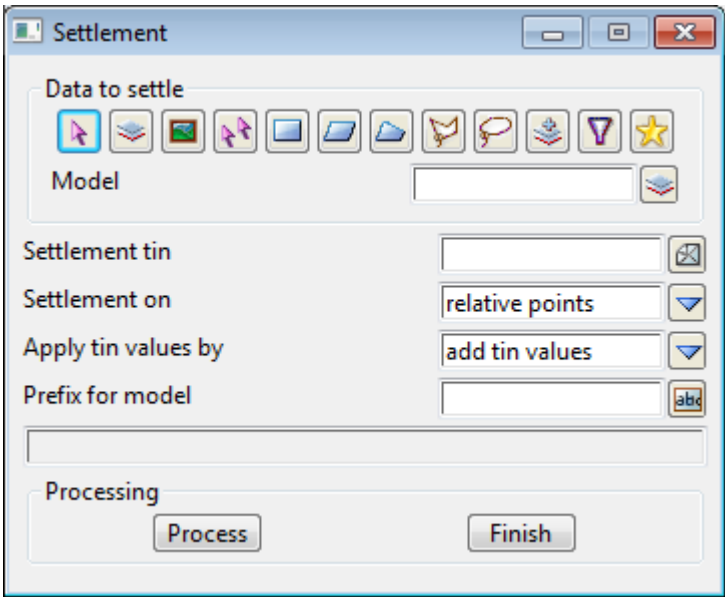 Settlement
Data to settle
Model
Settlement tin
Settlement on relative points
Apply tin values by add tin values
Prefix for model abc
Processing
Process Finish